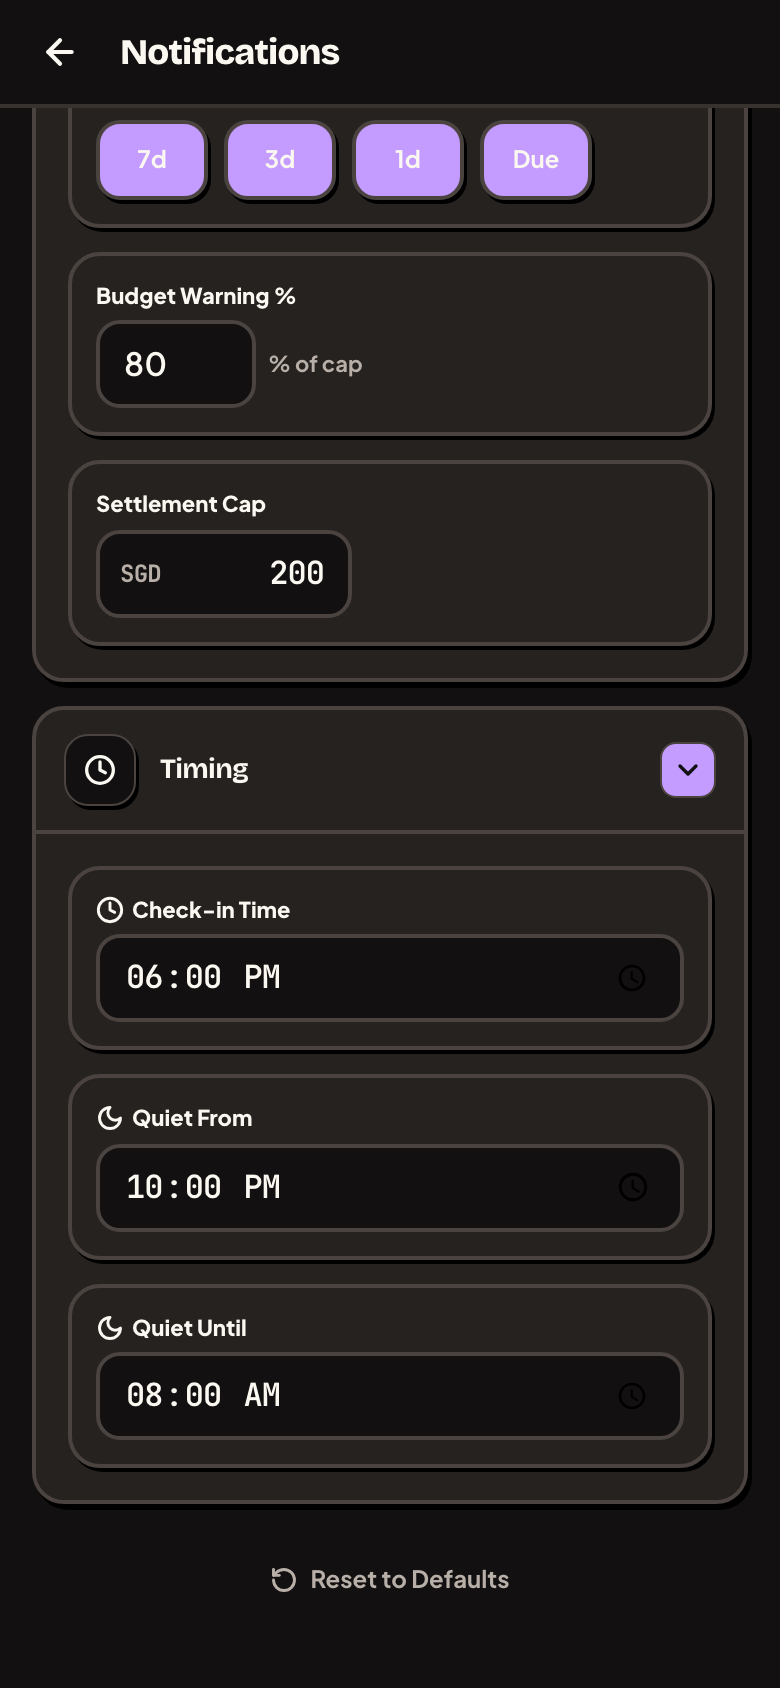 Notifications
7d 3d 1d Due
Budget Warning %
80 % of cap
Settlement Cap
SGD 200
Timing
Check-in Time
06:00 PM
Quiet From
10:00 PM
Quiet Until
08:00 AM
Reset to Defaults